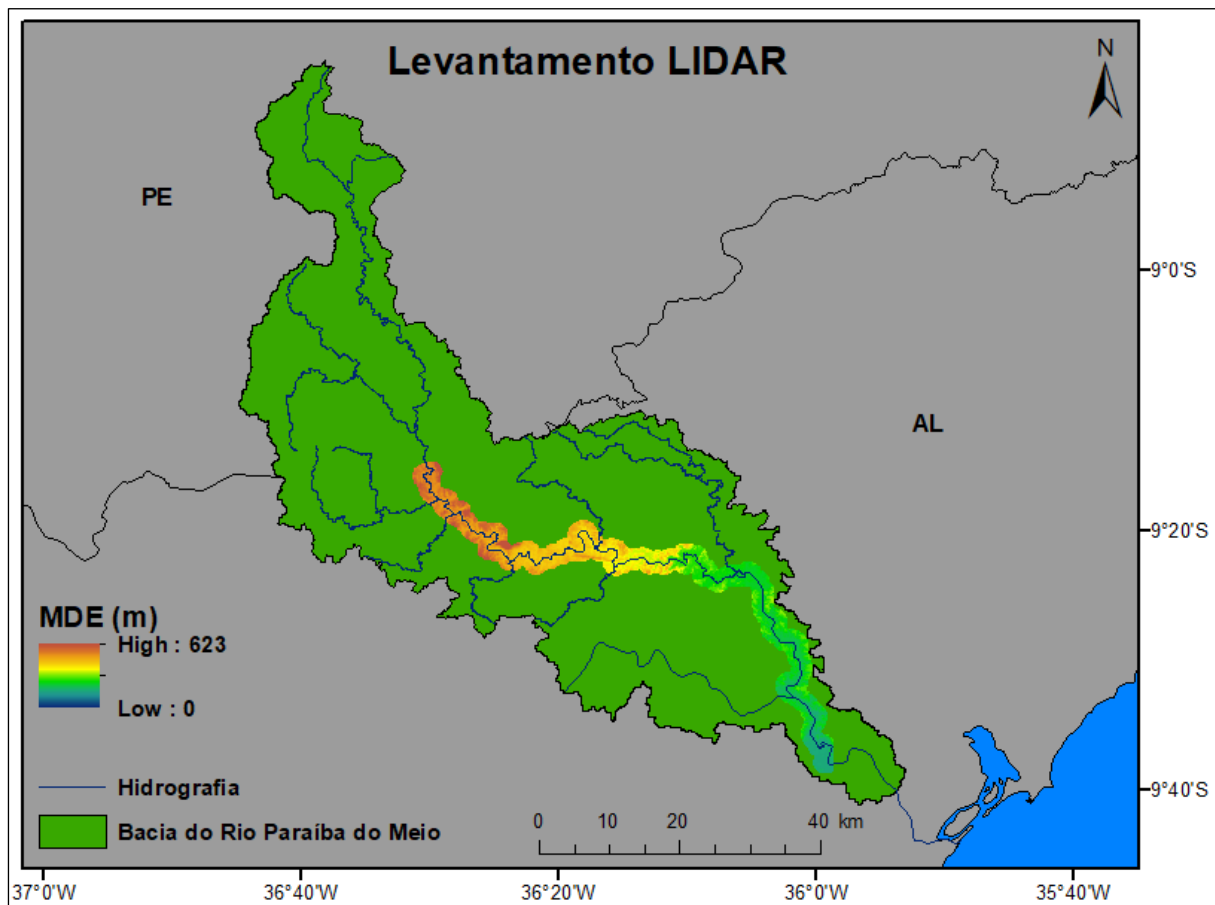 Levantamento LIDAR
N
PE
9°0'S
AL
9°20'S
MDE (m)
High : 623
Low : 0
Hidrografia
9°40'S
Bacia do Rio Paraíba do Meio
0 10 20 40 km
37°0'W 36°40'W 36°20'W 36°0'W 35°40'W